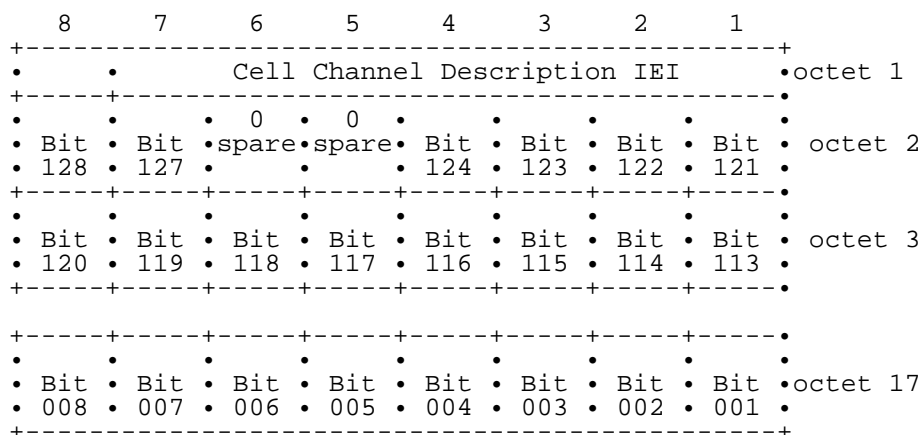 8 7 6 5 4 3 2 1
Cell Channel Description IEI octet 1
0 0
Bit Bit spare spare Bit Bit Bit Bit octet 2
128 127 124 123 122 121
Bit Bit Bit Bit Bit Bit Bit Bit octet 3
120 119 118 117 116 115 114 113
Bit Bit Bit Bit Bit Bit Bit Bit octet 17
008 007 006 005 004 003 002 001